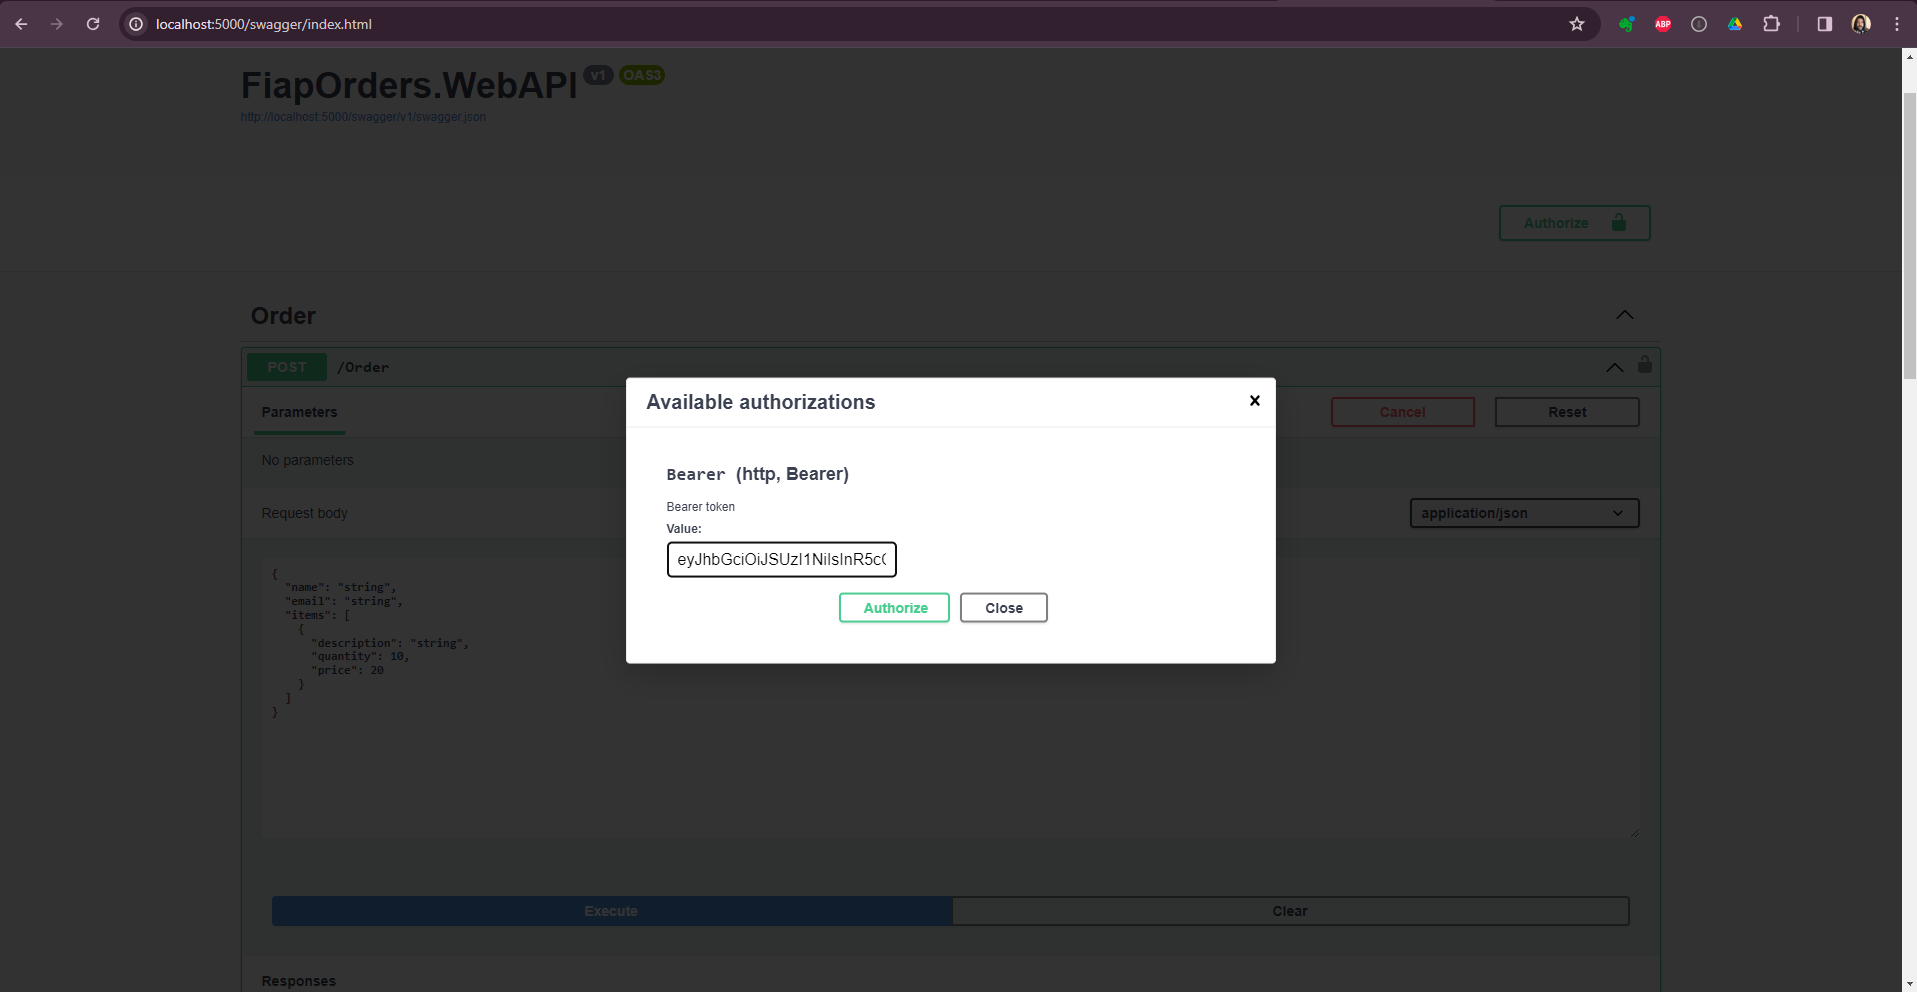 localhost:5000/swagger/index.html
ABP
FiapOrders.WebAPI v1 OAS3
http://localhost:5000/swagger/v1/swagger.json
Authorize
Order
POST /Order
Parameters
Cancel Reset
No parameters
Request body
application/json
{
"name": "string",
"email": "string",
"items": [
{
"description": "string",
"quantity": 10,
"price": 20
}
]
}
Available authorizations
Bearer (http, Bearer)
Bearer token
Value:
Authorize Close
Execute Clear
Responses